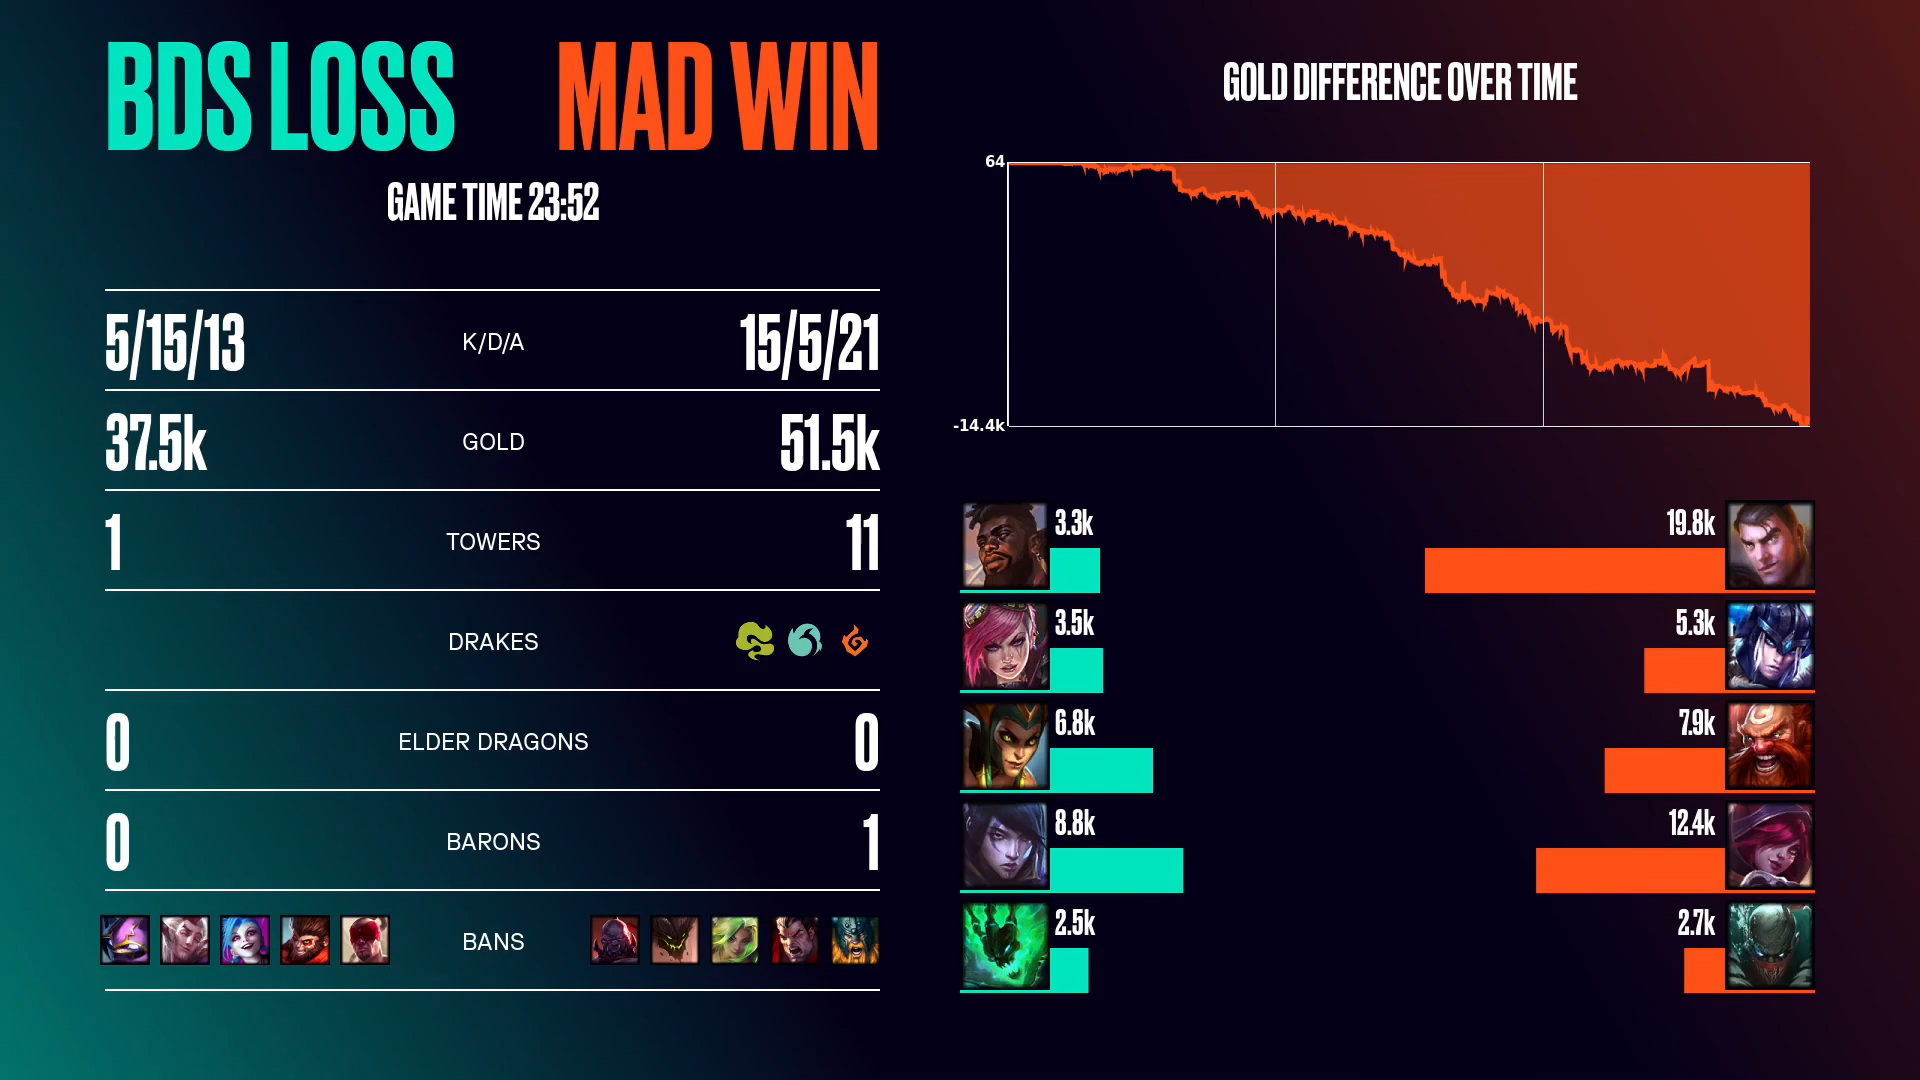 BDS LOSS MAD WIN
GAME TIME 23:52
5/15/13 K/D/A 15/5/21
37.5k GOLD 51.5k
1 TOWERS 11
DRAKES
0 ELDER DRAGONS 0
0 BARONS 1
BANS
GOLD DIFFERENCE OVER TIME
64
-14.4k
3.3k 19.8k
3.5k 5.3k
6.8k 7.9k
8.8k 12.4k
2.5k 2.7k